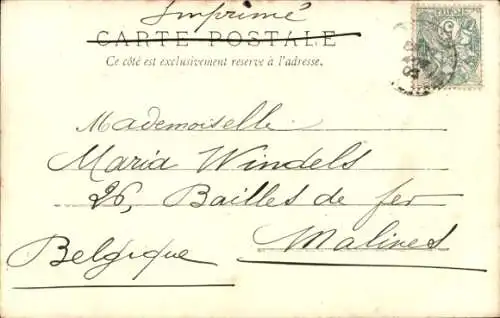 Imprimé
CARTE POSTALE
Ce côté est exclusivement réservé à l'adresse.
Mademoiselle
Maria Windels
26, Bailles de fer
Malines
Belgique